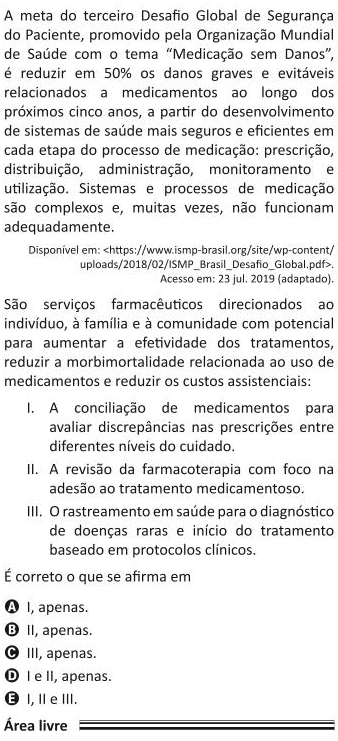 A meta do terceiro Desafio Global de Segurança
do Paciente, promovido pela Organização Mundial
de Saúde com o tema “Medicação sem Danos”,
é reduzir em 50% os danos graves e evitáveis
relacionados a medicamentos ao longo dos
próximos cinco anos, a partir do desenvolvimento
de sistemas de saúde mais seguros e eficientes em
cada etapa do processo de medicação: prescrição,
distribuição, administração, monitoramento e
utilização. Sistemas e processos de medicação
são complexos e, muitas vezes, não funcionam
adequadamente.
Disponível em: <https://www.ismp-brasil.org/site/wp-content/
uploads/2018/02/ISMP_Brasil_Desafio_Global.pdf>.
Acesso em: 23 jul. 2019 (adaptado).
São serviços farmacêuticos direcionados ao
indivíduo, à família e à comunidade com potencial
para aumentar a efetividade dos tratamentos,
reduzir a morbimortalidade relacionada ao uso de
medicamentos e reduzir os custos assistenciais:
I. A conciliação de medicamentos para
avaliar discrepâncias nas prescrições entre
diferentes níveis do cuidado.
II. A revisão da farmacoterapia com foco na
adesão ao tratamento medicamentoso.
III. O rastreamento em saúde para o diagnóstico
de doenças raras e início do tratamento
baseado em protocolos clínicos.
É correto o que se afirma em
A I, apenas.
B II, apenas.
C III, apenas.
D I e II, apenas.
E I, II e III.
Área livre